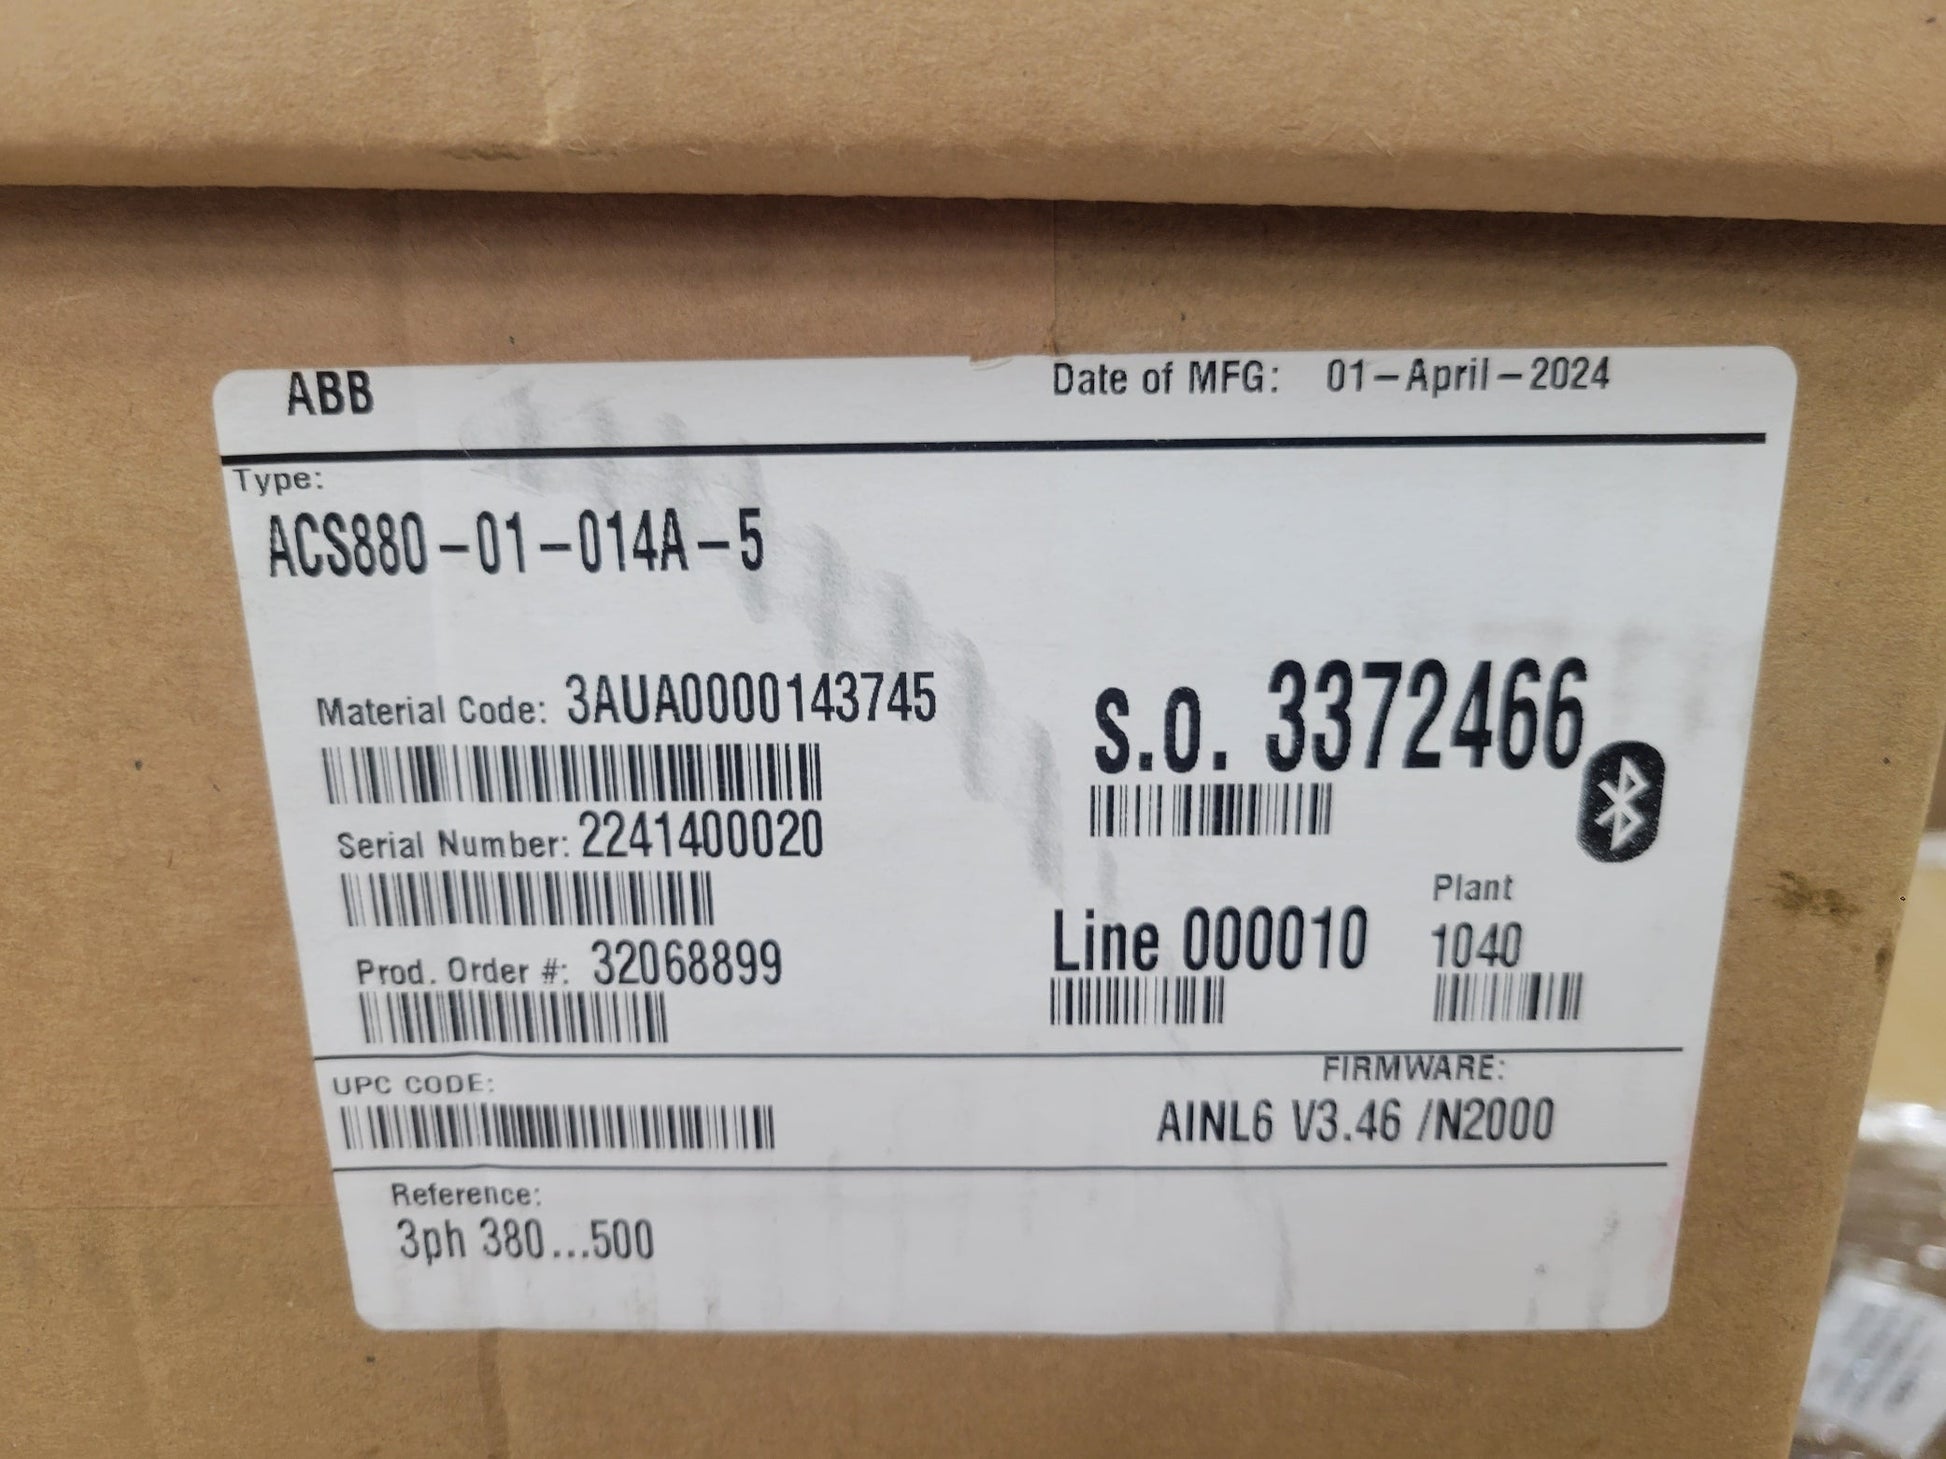 ABB
Date of MFG: 01-April-2024
Type:
ACS880-01-014A-5
Material Code: 3AUA0000143745
S.O. 3372466
Serial Number: 2241400020
Plant
Line 000010
1040
Prod. Order #: 32068899
UPC CODE:
FIRMWARE:
AINL6 V3.46 /N2000
Reference:
3ph 380...500